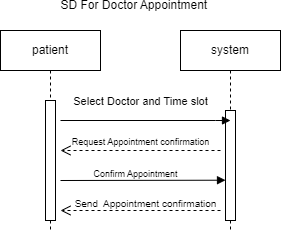 SD For Doctor Appointment
patient
system
Select Doctor and Time slot
Request Appointment confirmation
Confirm Appointment
Send Appointment confirmation